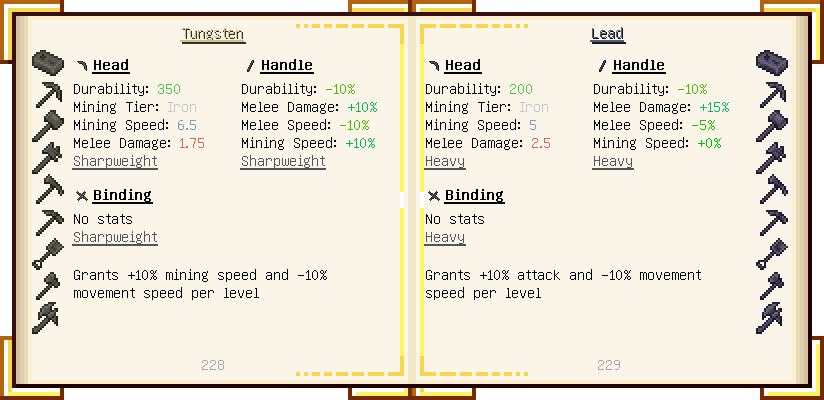 Tungsten
Head
Durability: 350
Mining Tier: Iron
Mining Speed: 6.5
Melee Damage: 1.75
Sharpweight
Handle
Durability: -10%
Melee Damage: +10%
Melee Speed: -10%
Mining Speed: +10%
Sharpweight
Binding
No stats
Sharpweight
Grants +10% mining speed and -10%
movement speed per level
228
Lead
Head
Durability: 200
Mining Tier: Iron
Mining Speed: 5
Melee Damage: 2.5
Heavy
Handle
Durability: -10%
Melee Damage: +15%
Melee Speed: -5%
Mining Speed: +0%
Heavy
Binding
No stats
Heavy
Grants +10% attack and -10% movement
speed per level
229